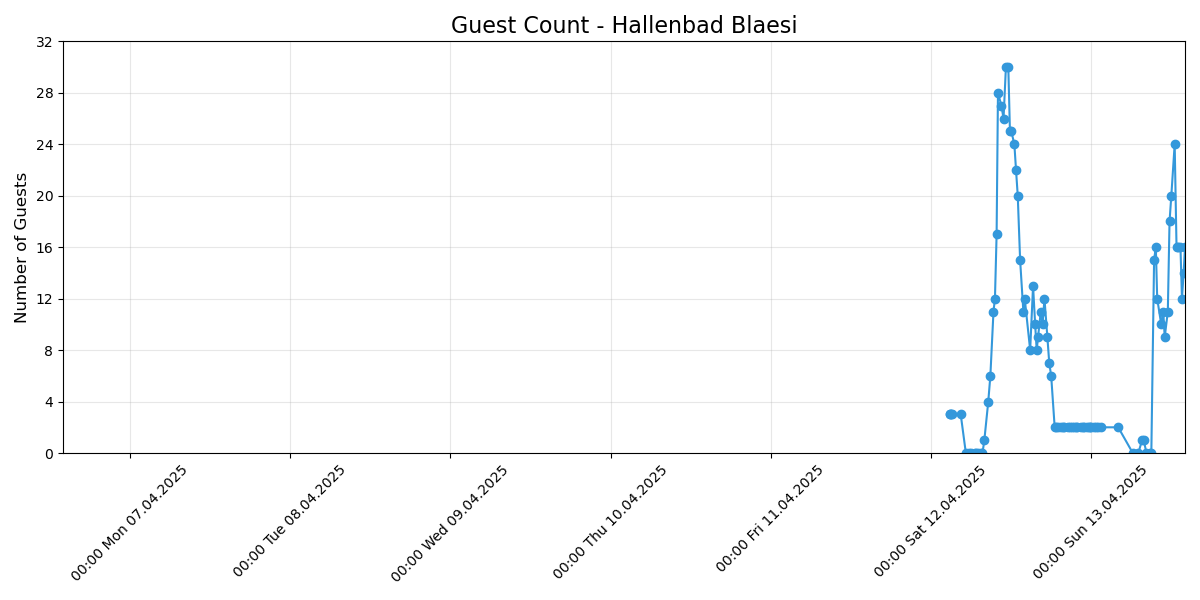 Guest Count - Hallenbad Blaesi
Number of Guests
32
28
24
20
16
12
8
4
0
00:00 Mon 07.04.2025
00:00 Tue 08.04.2025
00:00 Wed 09.04.2025
00:00 Thu 10.04.2025
00:00 Fri 11.04.2025
00:00 Sat 12.04.2025
00:00 Sun 13.04.2025